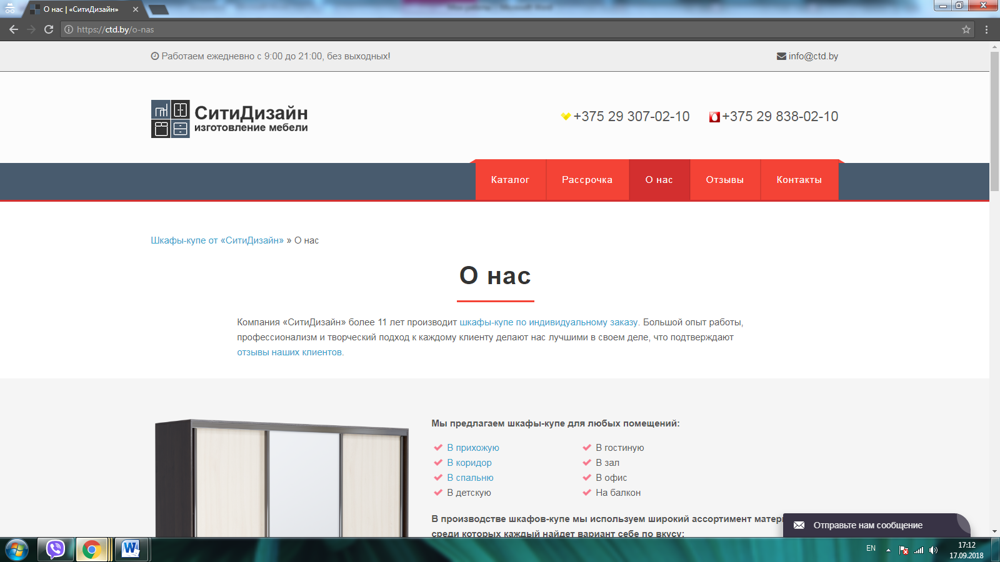 О нас | «СитиДизайн»
https://ctd.by/o-nas
Работаем ежедневно с 9:00 до 21:00, без выходных!
info@ctd.by
СитиДизайн
изготовление мебели
+375 29 307-02-10
+375 29 838-02-10
Каталог
Рассрочка
О нас
Отзывы
Контакты
Шкафы-купе от «СитиДизайн» » О нас
О нас
Компания «СитиДизайн» более 11 лет производит шкафы-купе по индивидуальному заказу. Большой опыт работы,
профессионализм и творческий подход к каждому клиенту делают нас лучшими в своем деле, что подтверждают
отзывы наших клиентов.
Мы предлагаем шкафы-купе для любых помещений:
В прихожую
В коридор
В спальню
В детскую
В гостиную
В зал
В офис
На балкон
В производстве шкафов-купе мы используем широкий ассортимент
среди которых каждый найдет вариант себе по вкусу:
Отправьте нам сообщение
EN
17:12
17.09.2018